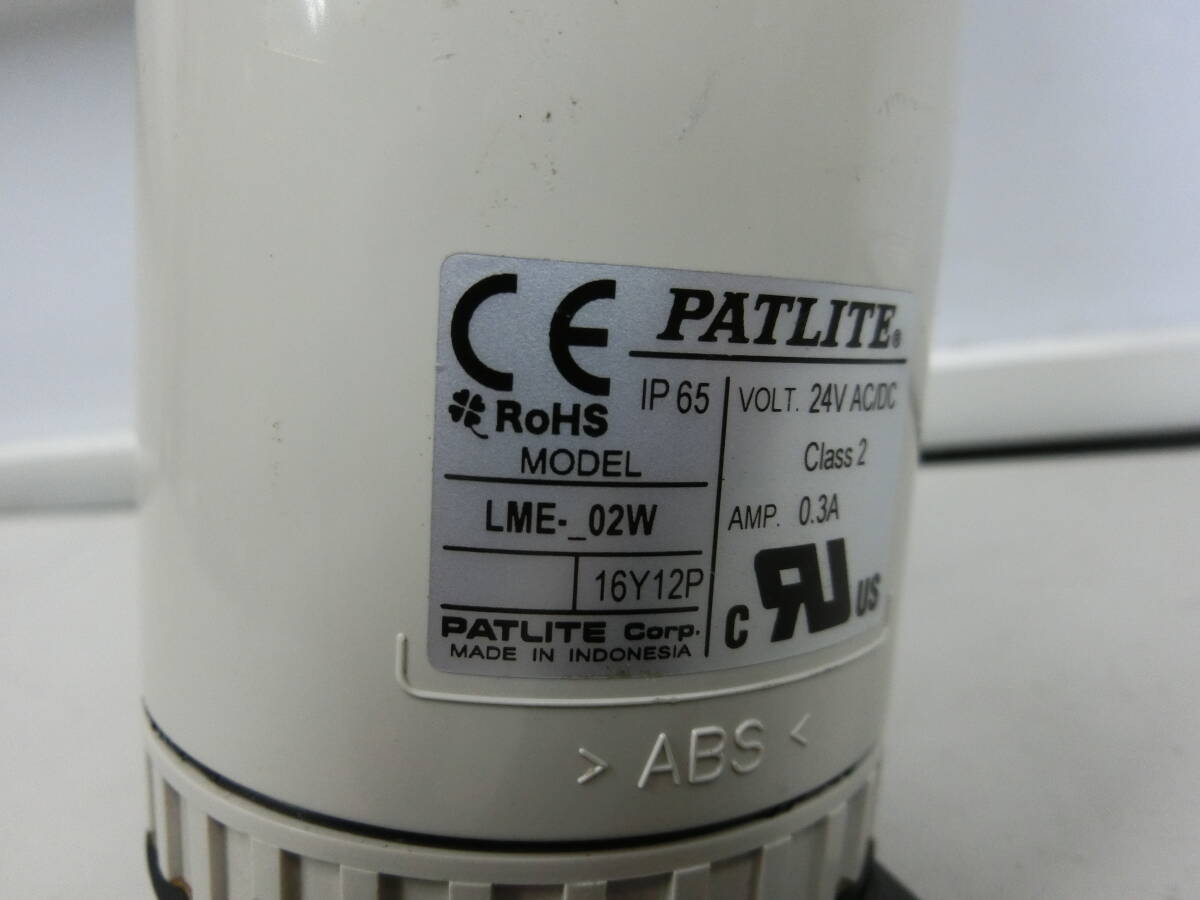 CE PATLITE®
RoHS
IP 65
MODEL
LME-_02W
16Y12P
PATLITE Corp.
MADE IN INDONESIA
VOLT. 24V AC/DC
Class 2
AMP. 0.3A
C RU US
> ABS <